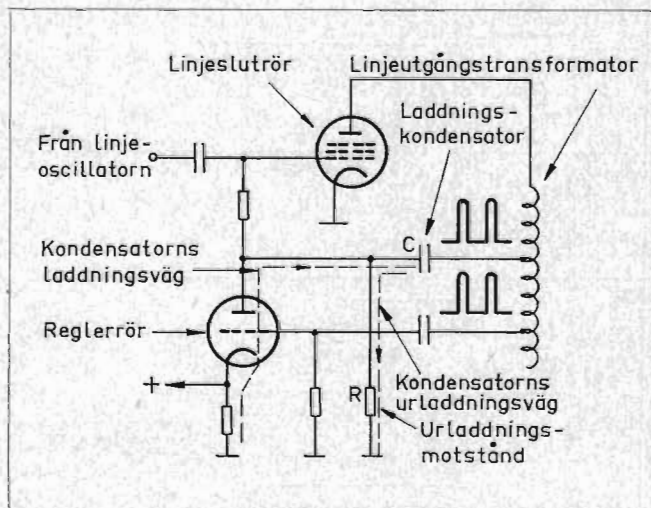 Linjeslutrör
Linjeutgångstransformator
Laddnings-
kondensator
Från linje-
oscillatorn
Kondensatorns
laddningsväg
C
Reglerrör
+
R
Kondensatorns
urladdningsväg
Urladdnings-
motstånd